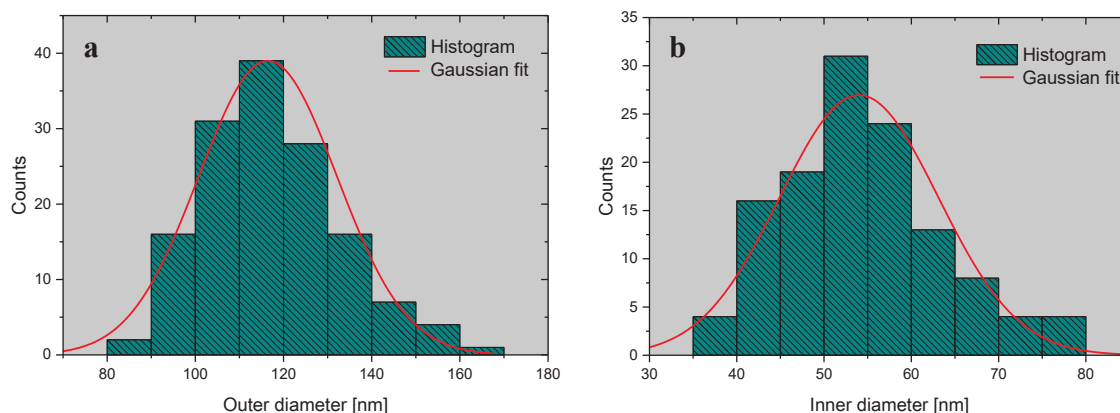 a
Histogram
Gaussian fit
Counts
40
30
20
10
0
80 100 120 140 160 180
Outer diameter [nm]
b
Histogram
Gaussian fit
Counts
35
30
25
20
15
10
5
0
30 40 50 60 70 80
Inner diameter [nm]